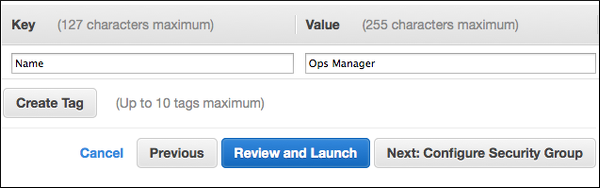 Key (127 characters maximum) Value (255 characters maximum)
Name Ops Manager
Create Tag (Up to 10 tags maximum)
Cancel Previous Review and Launch Next: Configure Security Group